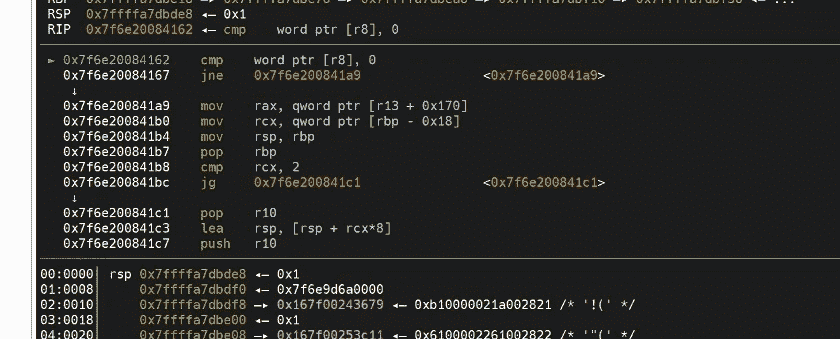 RSP 0x7ffffa7dbde8 ◂— 0x1
RIP 0x7f6e20084162 ◂— cmp word ptr [r8], 0
► 0x7f6e20084162 cmp word ptr [r8], 0
0x7f6e20084167 jne 0x7f6e200841a9 <0x7f6e200841a9>
↓
0x7f6e200841a9 mov rax, qword ptr [r13 + 0x170]
0x7f6e200841b0 mov rcx, qword ptr [rbp - 0x18]
0x7f6e200841b4 mov rsp, rbp
0x7f6e200841b7 pop rbp
0x7f6e200841b8 cmp rcx, 2
0x7f6e200841bc jg 0x7f6e200841c1 <0x7f6e200841c1>
↓
0x7f6e200841c1 pop r10
0x7f6e200841c3 lea rsp, [rsp + rcx*8]
0x7f6e200841c7 push r10
00:0000│ rsp 0x7ffffa7dbde8 ◂— 0x1
01:0008│ 0x7ffffa7dbdf0 ◂— 0x7f6e9d6a0000
02:0010│ 0x7ffffa7dbdf8 —▸ 0x167f00243679 ◂— 0xb10000021a002821 /* '!(' */
03:0018│ 0x7ffffa7dbe00 ◂— 0x1
04:0020│ 0x7ffffa7dbe08 —▸ 0x167f00253c11 ◂— 0x6100002261002822 /* '"(' */